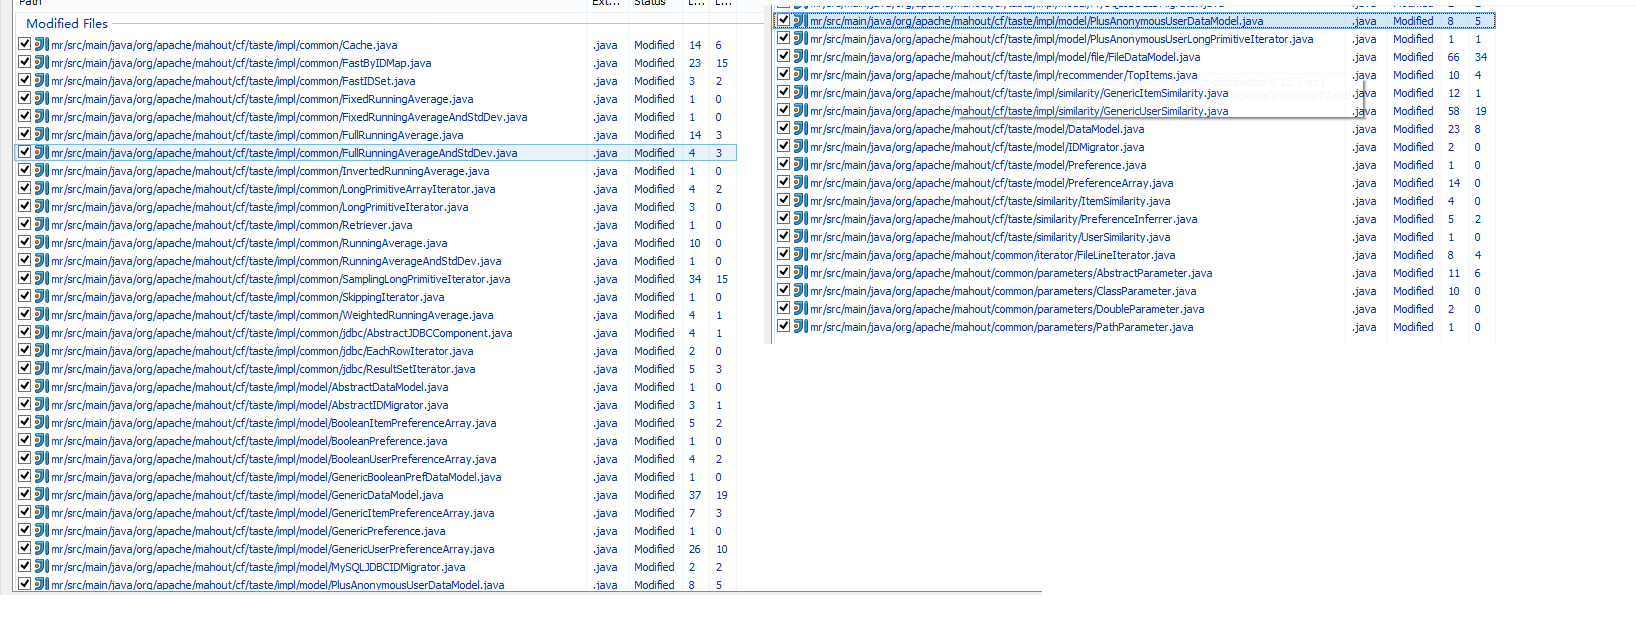 Path Ext... Status L... L...
Modified Files
mr/src/main/java/org/apache/mahout/cf/taste/impl/common/Cache.java .java Modified 14 6
mr/src/main/java/org/apache/mahout/cf/taste/impl/common/FastByIDMap.java .java Modified 23 15
mr/src/main/java/org/apache/mahout/cf/taste/impl/common/FastIDSet.java .java Modified 3 2
mr/src/main/java/org/apache/mahout/cf/taste/impl/common/FixedRunningAverage.java .java Modified 1 0
mr/src/main/java/org/apache/mahout/cf/taste/impl/common/FixedRunningAverageAndStdDev.java .java Modified 1 0
mr/src/main/java/org/apache/mahout/cf/taste/impl/common/FullRunningAverage.java .java Modified 14 3
mr/src/main/java/org/apache/mahout/cf/taste/impl/common/FullRunningAverageAndStdDev.java .java Modified 4 3
mr/src/main/java/org/apache/mahout/cf/taste/impl/common/InvertedRunningAverage.java .java Modified 1 0
mr/src/main/java/org/apache/mahout/cf/taste/impl/common/LongPrimitiveArrayIterator.java .java Modified 4 2
mr/src/main/java/org/apache/mahout/cf/taste/impl/common/LongPrimitiveIterator.java .java Modified 3 0
mr/src/main/java/org/apache/mahout/cf/taste/impl/common/Retriever.java .java Modified 1 0
mr/src/main/java/org/apache/mahout/cf/taste/impl/common/RunningAverage.java .java Modified 10 0
mr/src/main/java/org/apache/mahout/cf/taste/impl/common/RunningAverageAndStdDev.java .java Modified 1 0
mr/src/main/java/org/apache/mahout/cf/taste/impl/common/SamplingLongPrimitiveIterator.java .java Modified 34 15
mr/src/main/java/org/apache/mahout/cf/taste/impl/common/SkippingIterator.java .java Modified 1 0
mr/src/main/java/org/apache/mahout/cf/taste/impl/common/WeightedRunningAverage.java .java Modified 4 1
mr/src/main/java/org/apache/mahout/cf/taste/impl/common/jdbc/AbstractJDBCComponent.java .java Modified 4 1
mr/src/main/java/org/apache/mahout/cf/taste/impl/common/jdbc/EachRowIterator.java .java Modified 2 0
mr/src/main/java/org/apache/mahout/cf/taste/impl/common/jdbc/ResultSetIterator.java .java Modified 5 3
mr/src/main/java/org/apache/mahout/cf/taste/impl/model/AbstractDataModel.java .java Modified 1 0
mr/src/main/java/org/apache/mahout/cf/taste/impl/model/AbstractIDMigrator.java .java Modified 3 1
mr/src/main/java/org/apache/mahout/cf/taste/impl/model/BooleanItemPreferenceArray.java .java Modified 5 2
mr/src/main/java/org/apache/mahout/cf/taste/impl/model/BooleanPreference.java .java Modified 1 0
mr/src/main/java/org/apache/mahout/cf/taste/impl/model/BooleanUserPreferenceArray.java .java Modified 4 2
mr/src/main/java/org/apache/mahout/cf/taste/impl/model/GenericBooleanPrefDataModel.java .java Modified 1 0
mr/src/main/java/org/apache/mahout/cf/taste/impl/model/GenericDataModel.java .java Modified 37 19
mr/src/main/java/org/apache/mahout/cf/taste/impl/model/GenericItemPreferenceArray.java .java Modified 7 3
mr/src/main/java/org/apache/mahout/cf/taste/impl/model/GenericPreference.java .java Modified 1 0
mr/src/main/java/org/apache/mahout/cf/taste/impl/model/GenericUserPreferenceArray.java .java Modified 26 10
mr/src/main/java/org/apache/mahout/cf/taste/impl/model/MySQLJDBCIDMigrator.java .java Modified 2 2
mr/src/main/java/org/apache/mahout/cf/taste/impl/model/PlusAnonymousUserDataModel.java .java Modified 8 5
mr/src/main/java/org/apache/mahout/cf/taste/impl/model/PlusAnonymousUserDataModel.java .java Modified 8 5
mr/src/main/java/org/apache/mahout/cf/taste/impl/model/PlusAnonymousUserLongPrimitiveIterator.java .java Modified 1 1
mr/src/main/java/org/apache/mahout/cf/taste/impl/model/file/FileDataModel.java .java Modified 66 34
mr/src/main/java/org/apache/mahout/cf/taste/impl/recommender/TopItems.java .java Modified 10 4
mr/src/main/java/org/apache/mahout/cf/taste/impl/similarity/GenericItemSimilarity.java .java Modified 12 1
mr/src/main/java/org/apache/mahout/cf/taste/impl/similarity/GenericUserSimilarity.java .java Modified 58 19
mr/src/main/java/org/apache/mahout/cf/taste/model/DataModel.java .java Modified 23 8
mr/src/main/java/org/apache/mahout/cf/taste/model/IDMigrator.java .java Modified 2 0
mr/src/main/java/org/apache/mahout/cf/taste/model/Preference.java .java Modified 1 0
mr/src/main/java/org/apache/mahout/cf/taste/model/PreferenceArray.java .java Modified 14 0
mr/src/main/java/org/apache/mahout/cf/taste/similarity/ItemSimilarity.java .java Modified 4 0
mr/src/main/java/org/apache/mahout/cf/taste/similarity/PreferenceInferrer.java .java Modified 5 2
mr/src/main/java/org/apache/mahout/cf/taste/similarity/UserSimilarity.java .java Modified 1 0
mr/src/main/java/org/apache/mahout/common/iterator/FileLineIterator.java .java Modified 8 4
mr/src/main/java/org/apache/mahout/common/parameters/AbstractParameter.java .java Modified 11 6
mr/src/main/java/org/apache/mahout/common/parameters/ClassParameter.java .java Modified 10 0
mr/src/main/java/org/apache/mahout/common/parameters/DoubleParameter.java .java Modified 2 0
mr/src/main/java/org/apache/mahout/common/parameters/PathParameter.java .java Modified 1 0